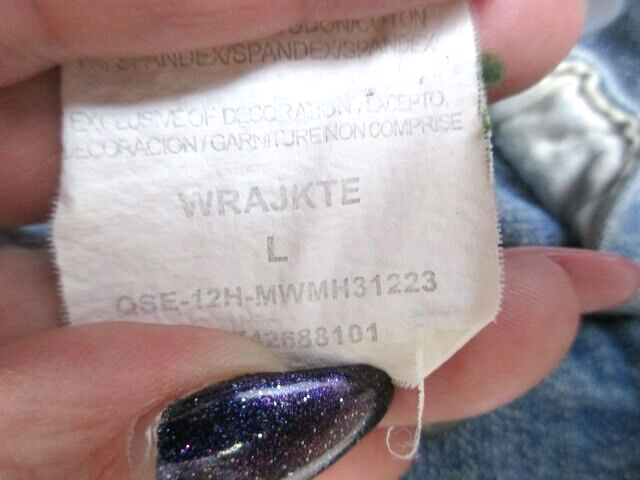 SPANDEX/SPANDEX/SPANDEX
EXCLUSIVE OF DECORATION / EXCEPTO
DECORACION / GARNITURE NON COMPRISE
WRAJKTE
L
QSE-12H-MWMH31223
42688101